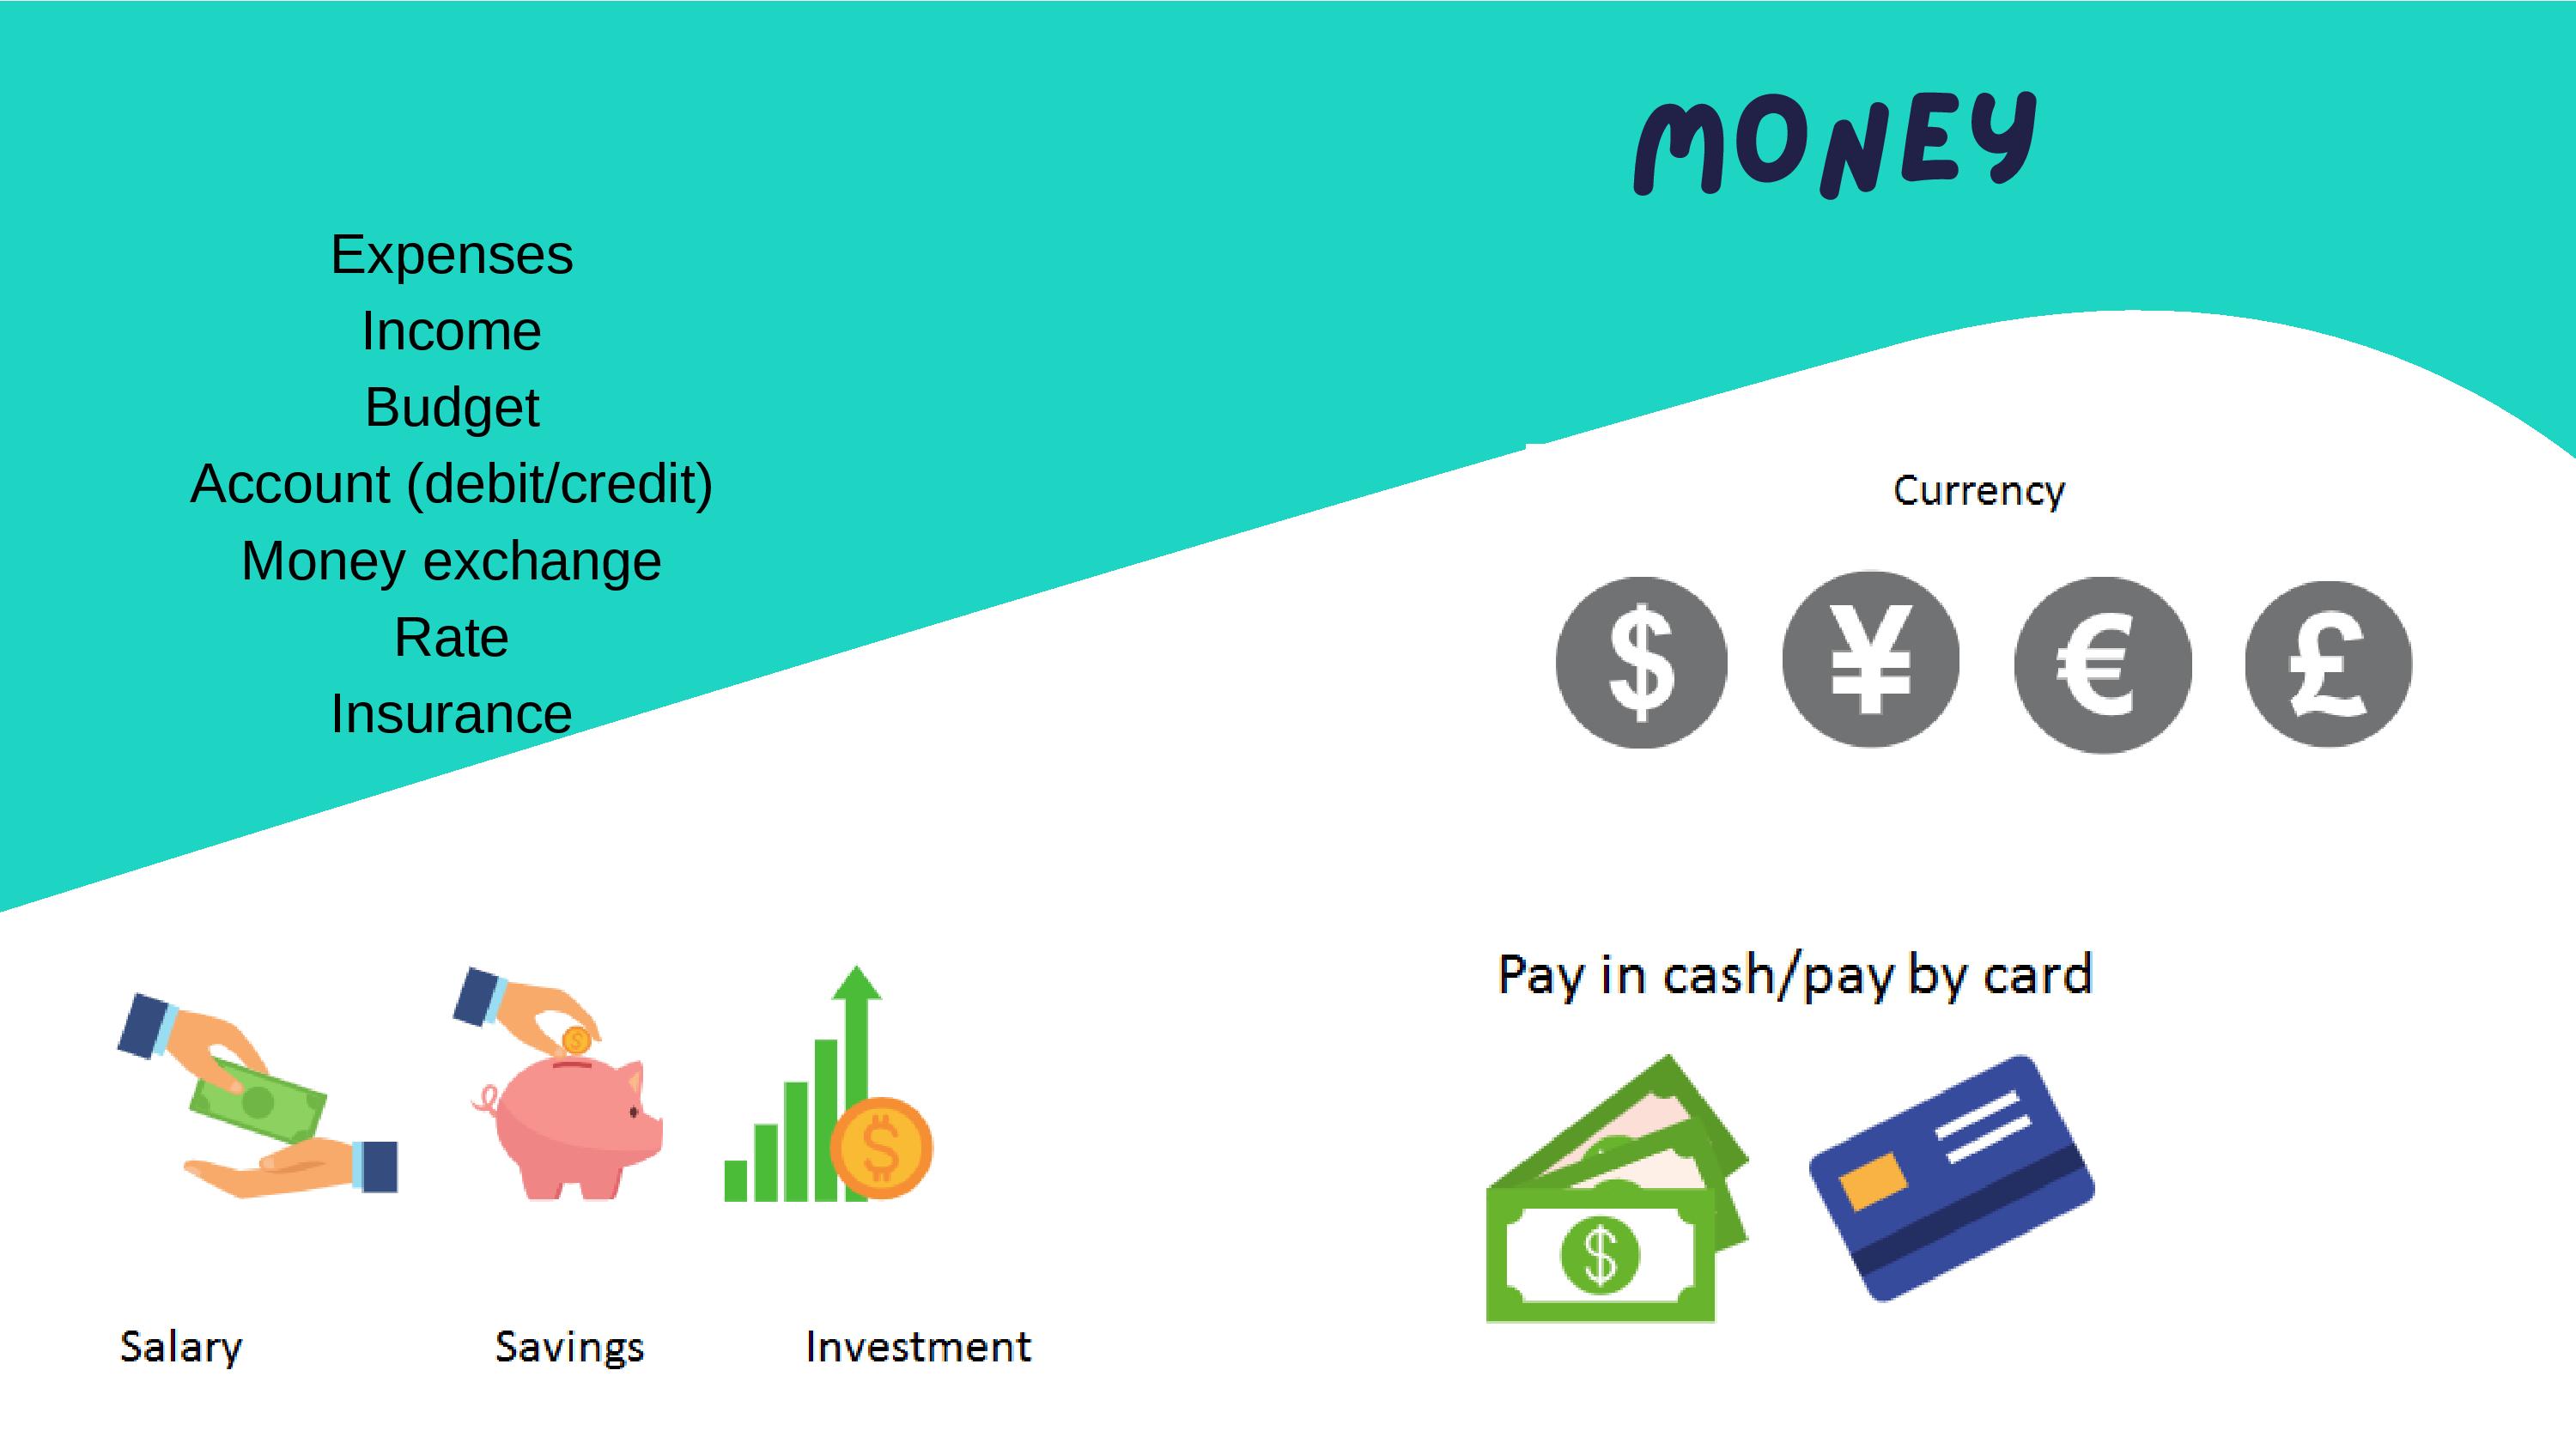 MONEY
Expenses
Income
Budget
Account (debit/credit)
Money exchange
Rate
Insurance
Currency
$ ¥ € £
Pay in cash/pay by card
$
$
$
Salary Savings Investment